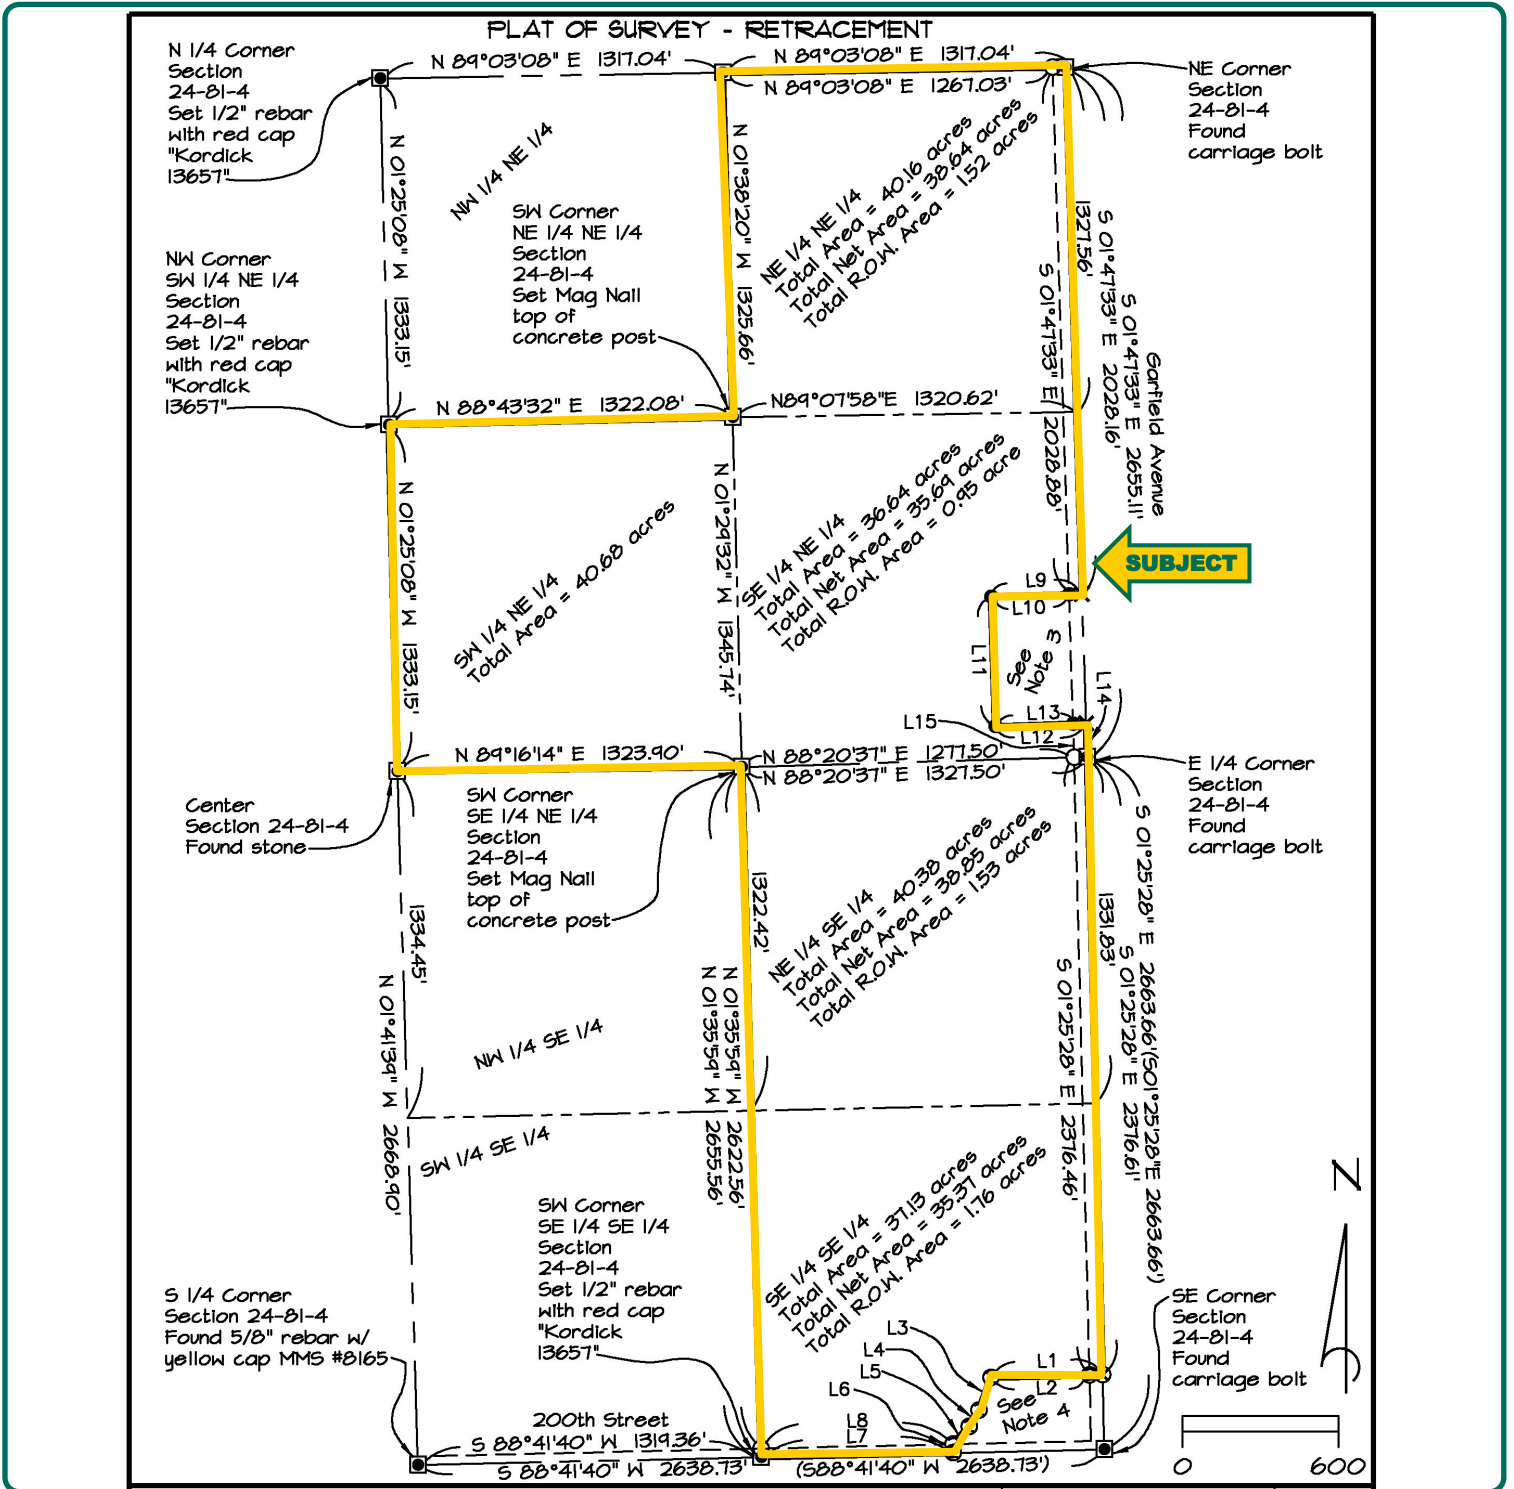 PLAT OF SURVEY - RETRACEMENT
N 1/4 Corner
Section
24-81-4
Set 1/2" rebar
with red cap
"Kordick
13657"
N 89°03'08" E 1317.04'
N 89°03'08" E 1317.04'
N 89°03'08" E 1267.03'
NE Corner
Section
24-81-4
Found
carriage bolt
N 01°25'08" W 1333.15'
NW 1/4 NE 1/4
N 01°38'20" W 1325.66'
NE 1/4 NE 1/4
Total Area = 40.16 acres
Total Net Area = 38.64 acres
Total R.O.W. Area = 1.52 acres
SW Corner
NE 1/4 NE 1/4
Section
24-81-4
Set Mag Nail
top of
concrete post
NW Corner
SW 1/4 NE 1/4
Section
24-81-4
Set 1/2" rebar
with red cap
"Kordick
13657"
1327.56'
S 01°47'33" E 2028.16'
S 01°47'33" E 2655.11'
Garfield Avenue
S 01°47'33" E 2028.88'
N 88°43'32" E 1322.08'
N89°07'58"E 1320.62'
N 01°25'08" W 1333.15'
SW 1/4 NE 1/4
Total Area = 40.68 acres
N 01°29'32" W 1345.74'
SE 1/4 NE 1/4
Total Area = 36.64 acres
Total Net Area = 35.69 acres
Total R.O.W. Area = 0.95 acre
SUBJECT
L9
L10
L11
See
Note 3
L13
L12
L14
L15
N 89°16'14" E 1323.90'
N 88°20'37" E 1277.50'
N 88°20'37" E 1327.50'
E 1/4 Corner
Section
24-81-4
Found
carriage bolt
Center
Section 24-81-4
Found stone
SW Corner
SE 1/4 NE 1/4
Section
24-81-4
Set Mag Nail
top of
concrete post
1334.45'
N 01°41'39" W 2668.90'
1322.42'
N 01°35'59" W 2622.56'
N 01°35'59" W 2655.56'
NE 1/4 SE 1/4
Total Area = 40.38 acres
Total Net Area = 38.85 acres
Total R.O.W. Area = 1.53 acres
1331.83'
S 01°25'28" E 2663.66'(S01°25'28"E 2663.66')
S 01°25'28" E 2376.61'
S 01°25'28" E 2376.46'
NW 1/4 SE 1/4
SW 1/4 SE 1/4
SE 1/4 SE 1/4
Total Area = 37.13 acres
Total Net Area = 35.37 acres
Total R.O.W. Area = 1.76 acres
SW Corner
SE 1/4 SE 1/4
Section
24-81-4
Set 1/2" rebar
with red cap
"Kordick
13657"
S 1/4 Corner
Section 24-81-4
Found 5/8" rebar w/
yellow cap MMS #8165
SE Corner
Section
24-81-4
Found
carriage bolt
N
L3
L4
L5
L6
L1
L2
See
Note 4
L8
L7
200th Street
S 88°41'40" W 1319.36'
S 88°41'40" W 2638.73'
(S88°41'40" W 2638.73')
0 600